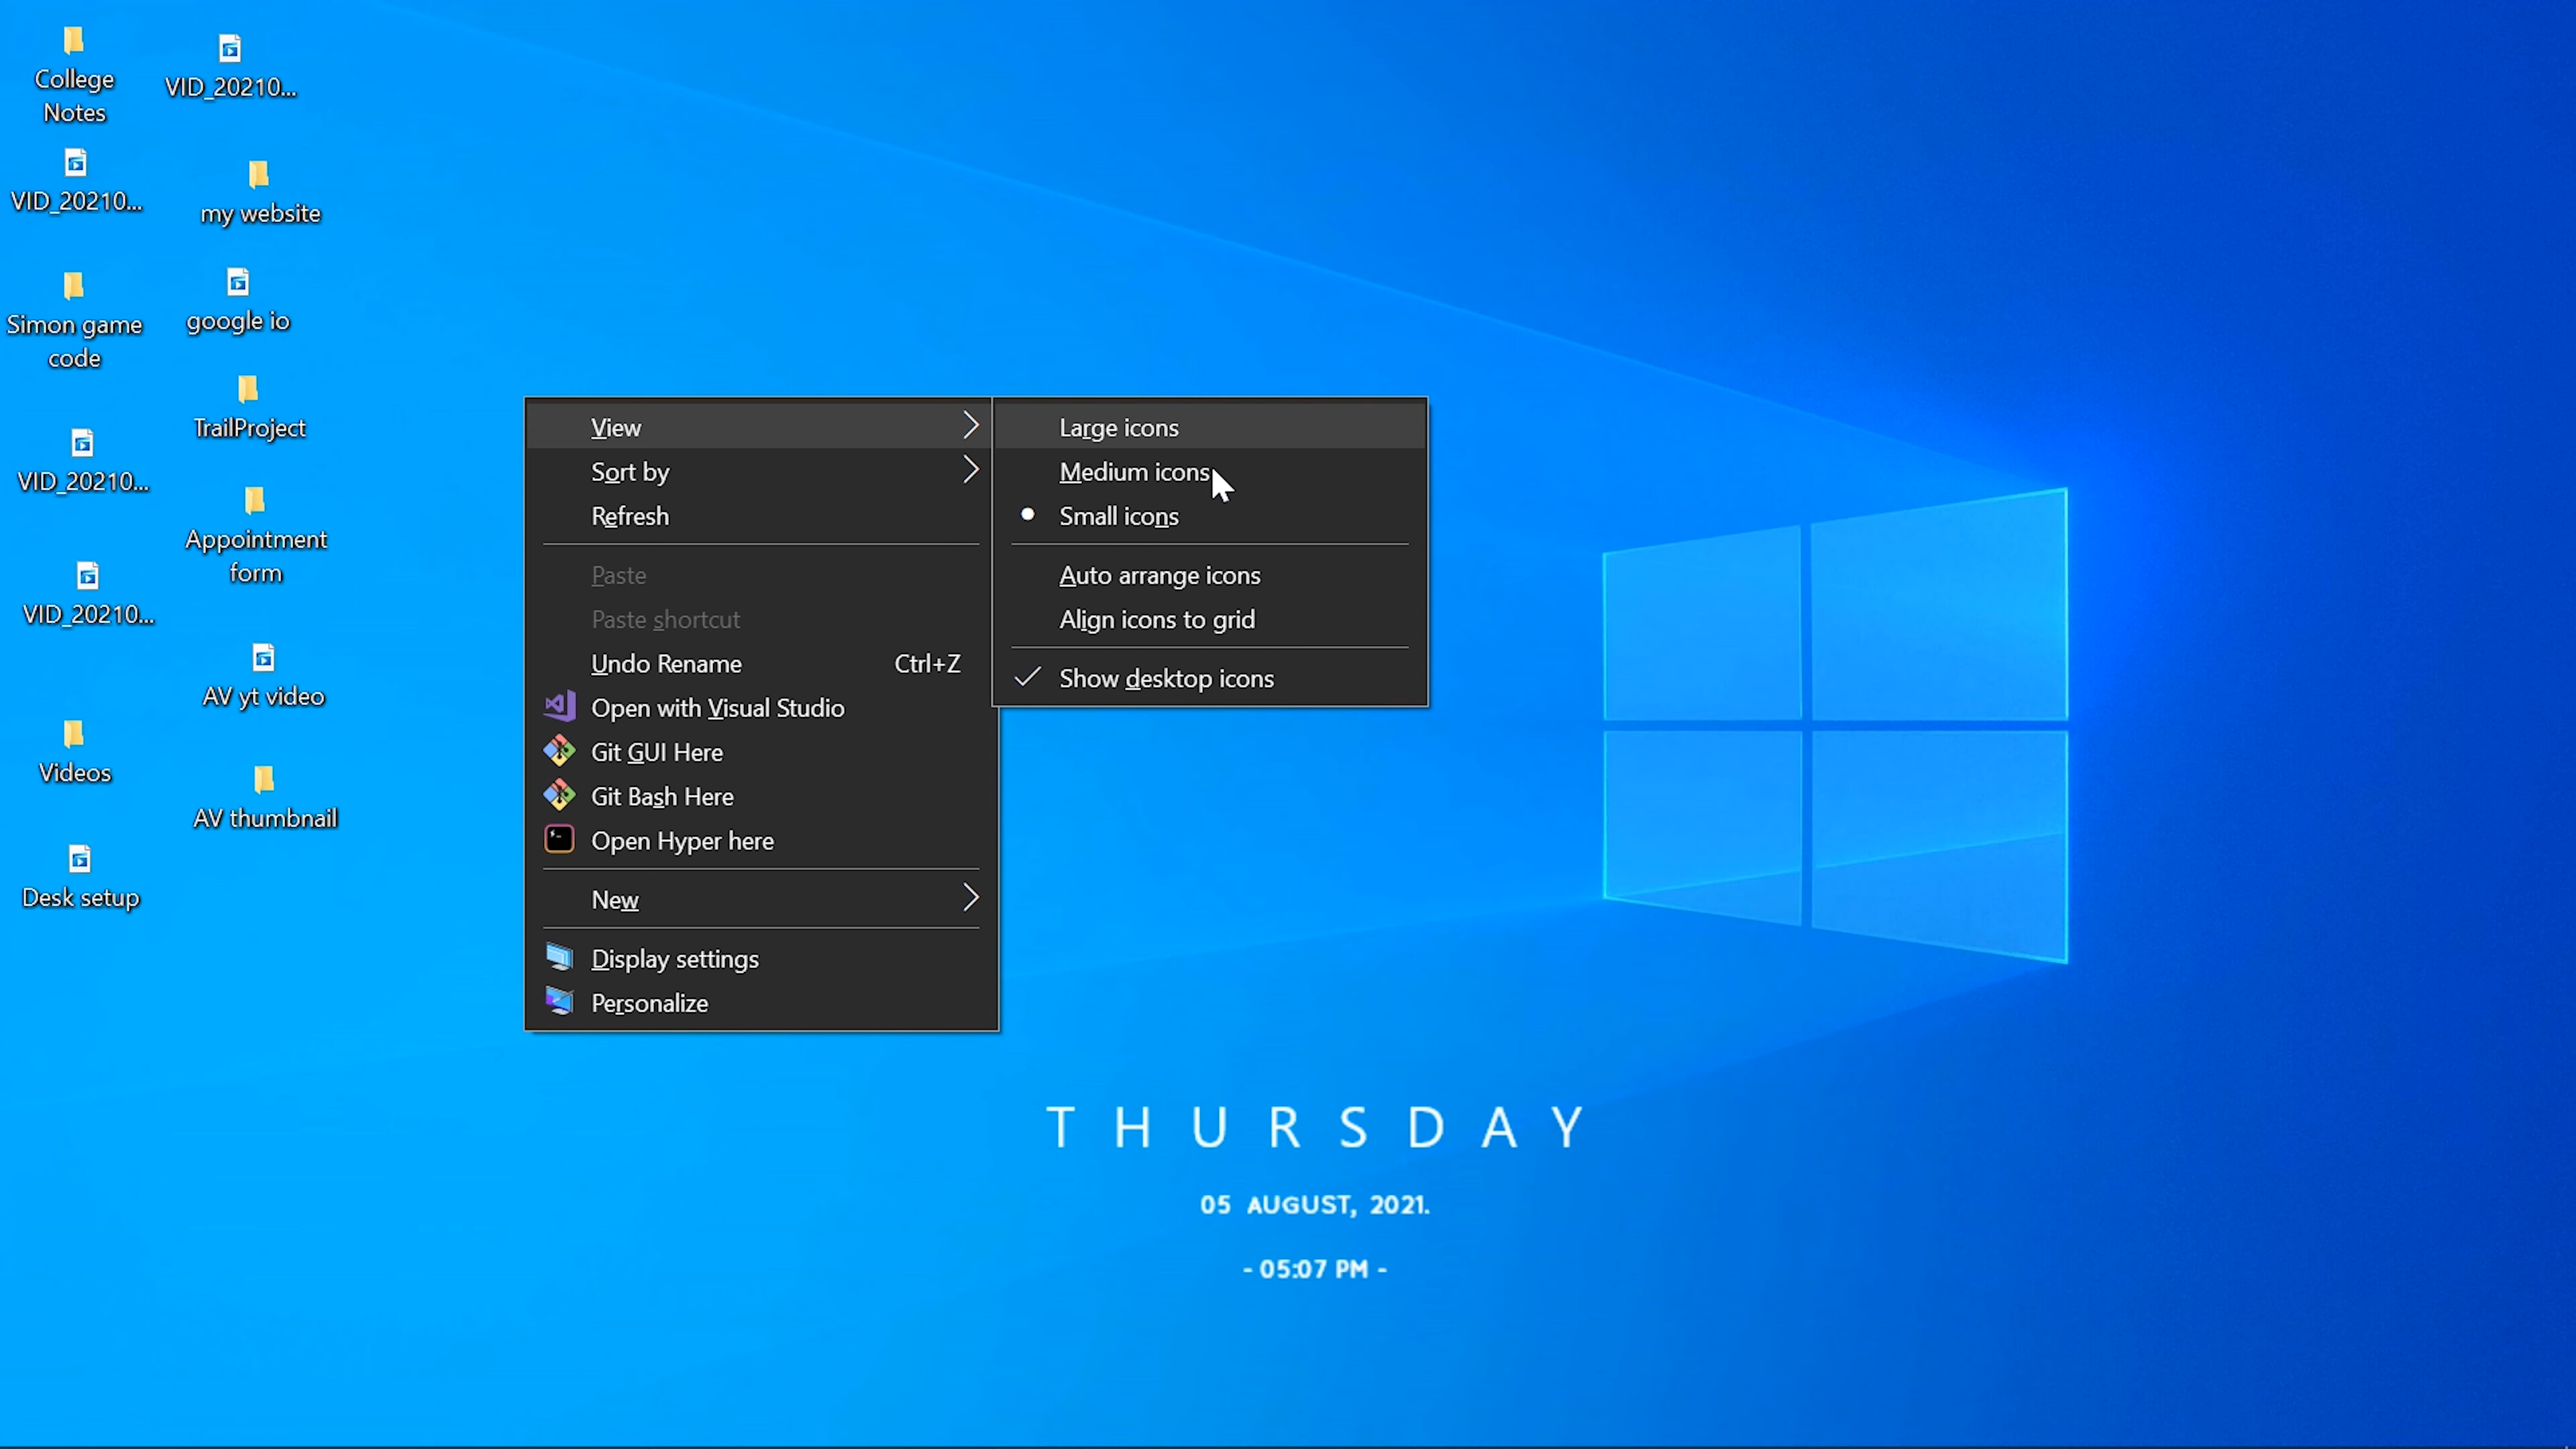 College
Notes
VID_20210...
VID_20210...
my website
Simon game
code
google io
TrailProject
VID_20210...
Appointment
form
VID_20210...
AV yt video
Videos
AV thumbnail
Desk setup
View
Sort by
Refresh
Paste
Paste shortcut
Undo Rename Ctrl+Z
Open with Visual Studio
Git GUI Here
Git Bash Here
Open Hyper here
New
Display settings
Personalize
Large icons
Medium icons
Small icons
Auto arrange icons
Align icons to grid
Show desktop icons
THURSDAY
05 AUGUST, 2021.
- 05:07 PM -